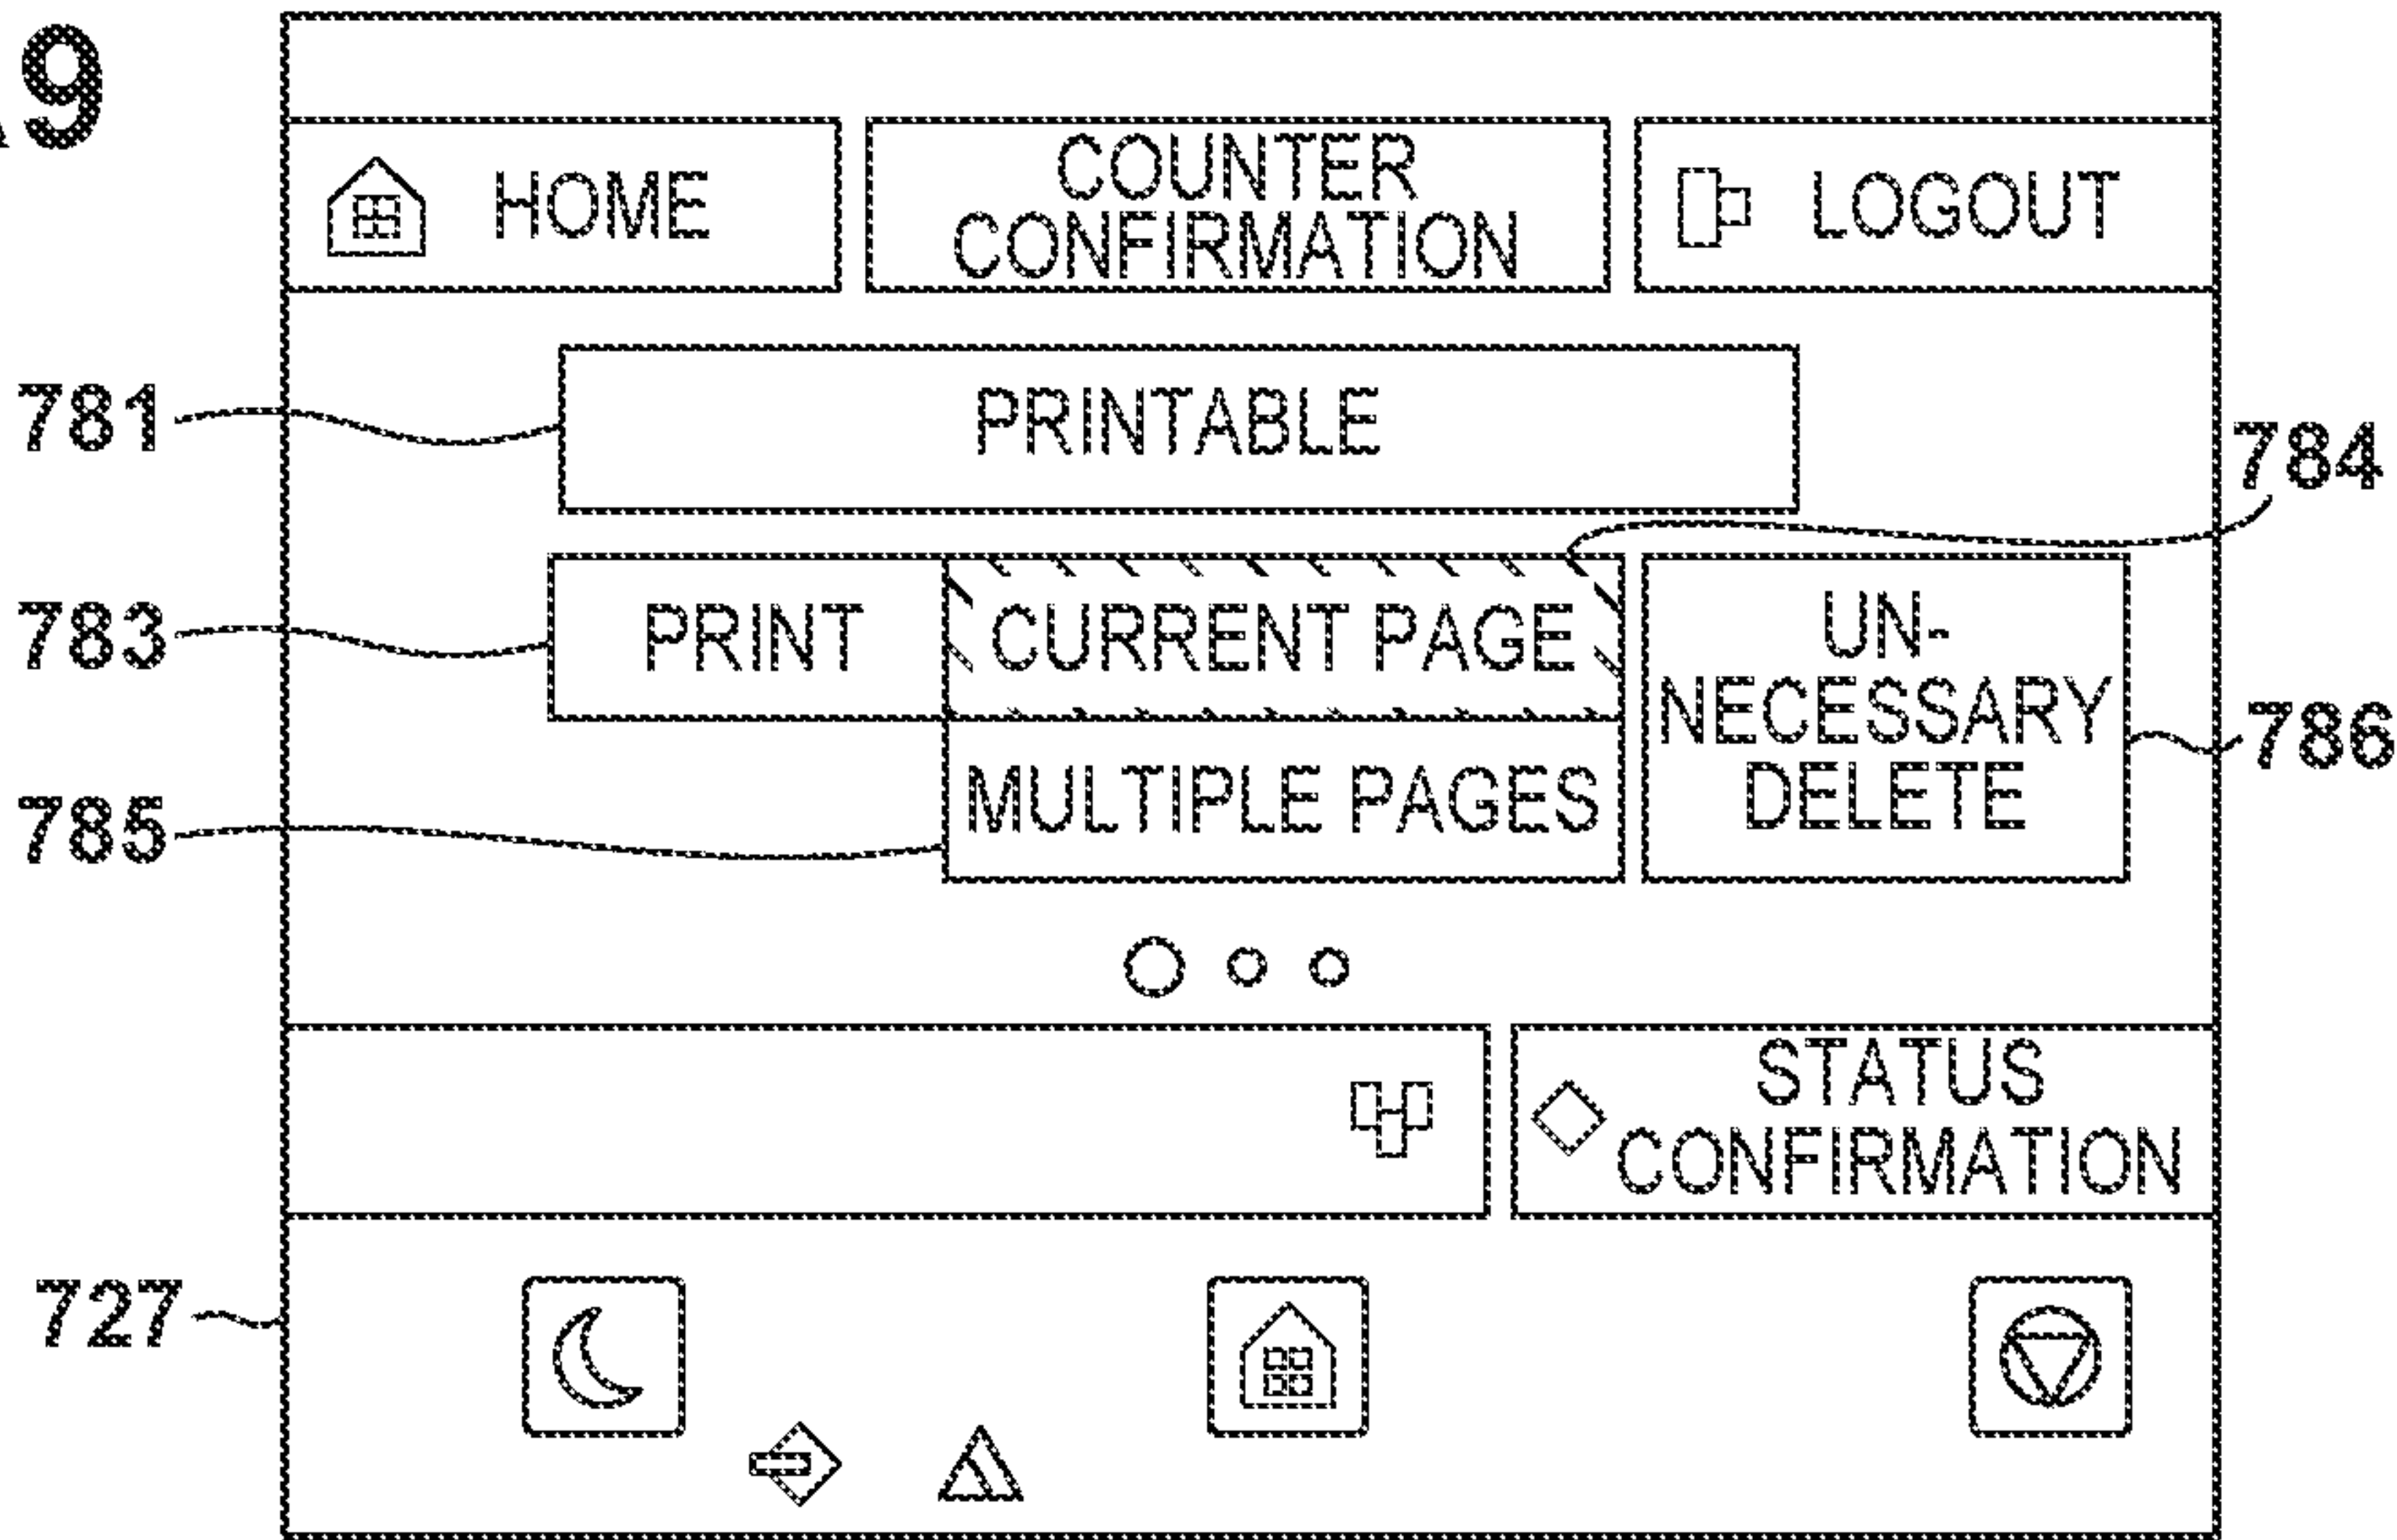 9
HOME
COUNTER
CONFIRMATION
LOGOUT
781
PRINTABLE
784
783
PRINT
CURRENT PAGE
UN-
NECESSARY
DELETE
786
785
MULTIPLE PAGES
STATUS
CONFIRMATION
727